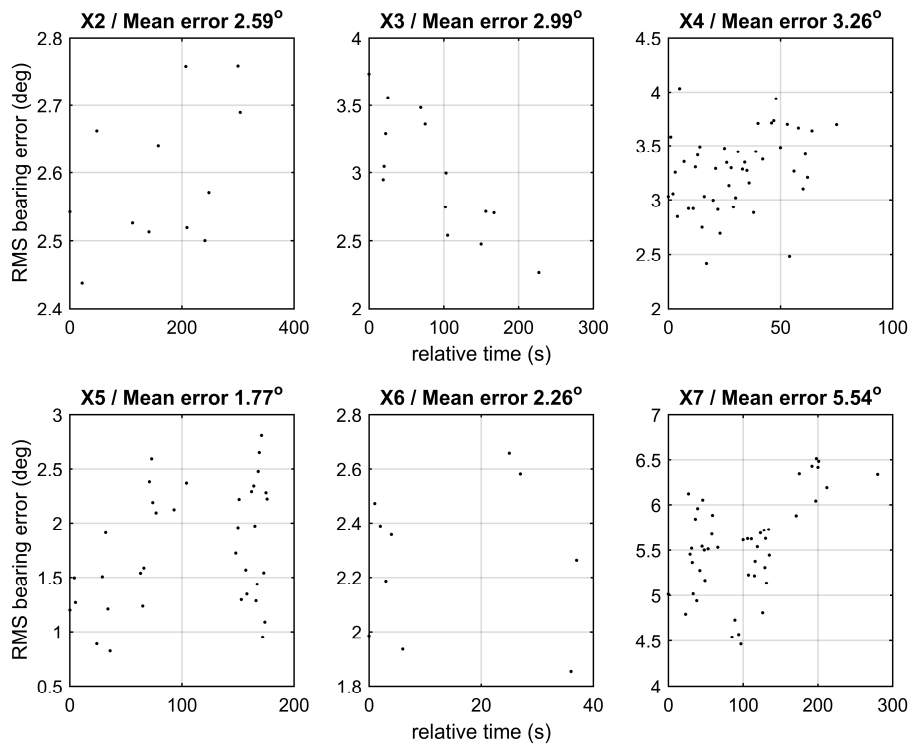 X2 / Mean error 2.59°
X3 / Mean error 2.99°
X4 / Mean error 3.26°
RMS bearing error (deg)
2.8
2.7
2.6
2.5
2.4
0 200 400
4
3.5
3
2.5
2
0 100 200 300
relative time (s)
4.5
4
3.5
3
2.5
2
0 50 100
X5 / Mean error 1.77°
X6 / Mean error 2.26°
X7 / Mean error 5.54°
RMS bearing error (deg)
3
2.5
2
1.5
1
0.5
0 100 200
2.8
2.6
2.4
2.2
2
1.8
0 20 40
relative time (s)
7
6.5
6
5.5
5
4.5
4
0 100 200 300